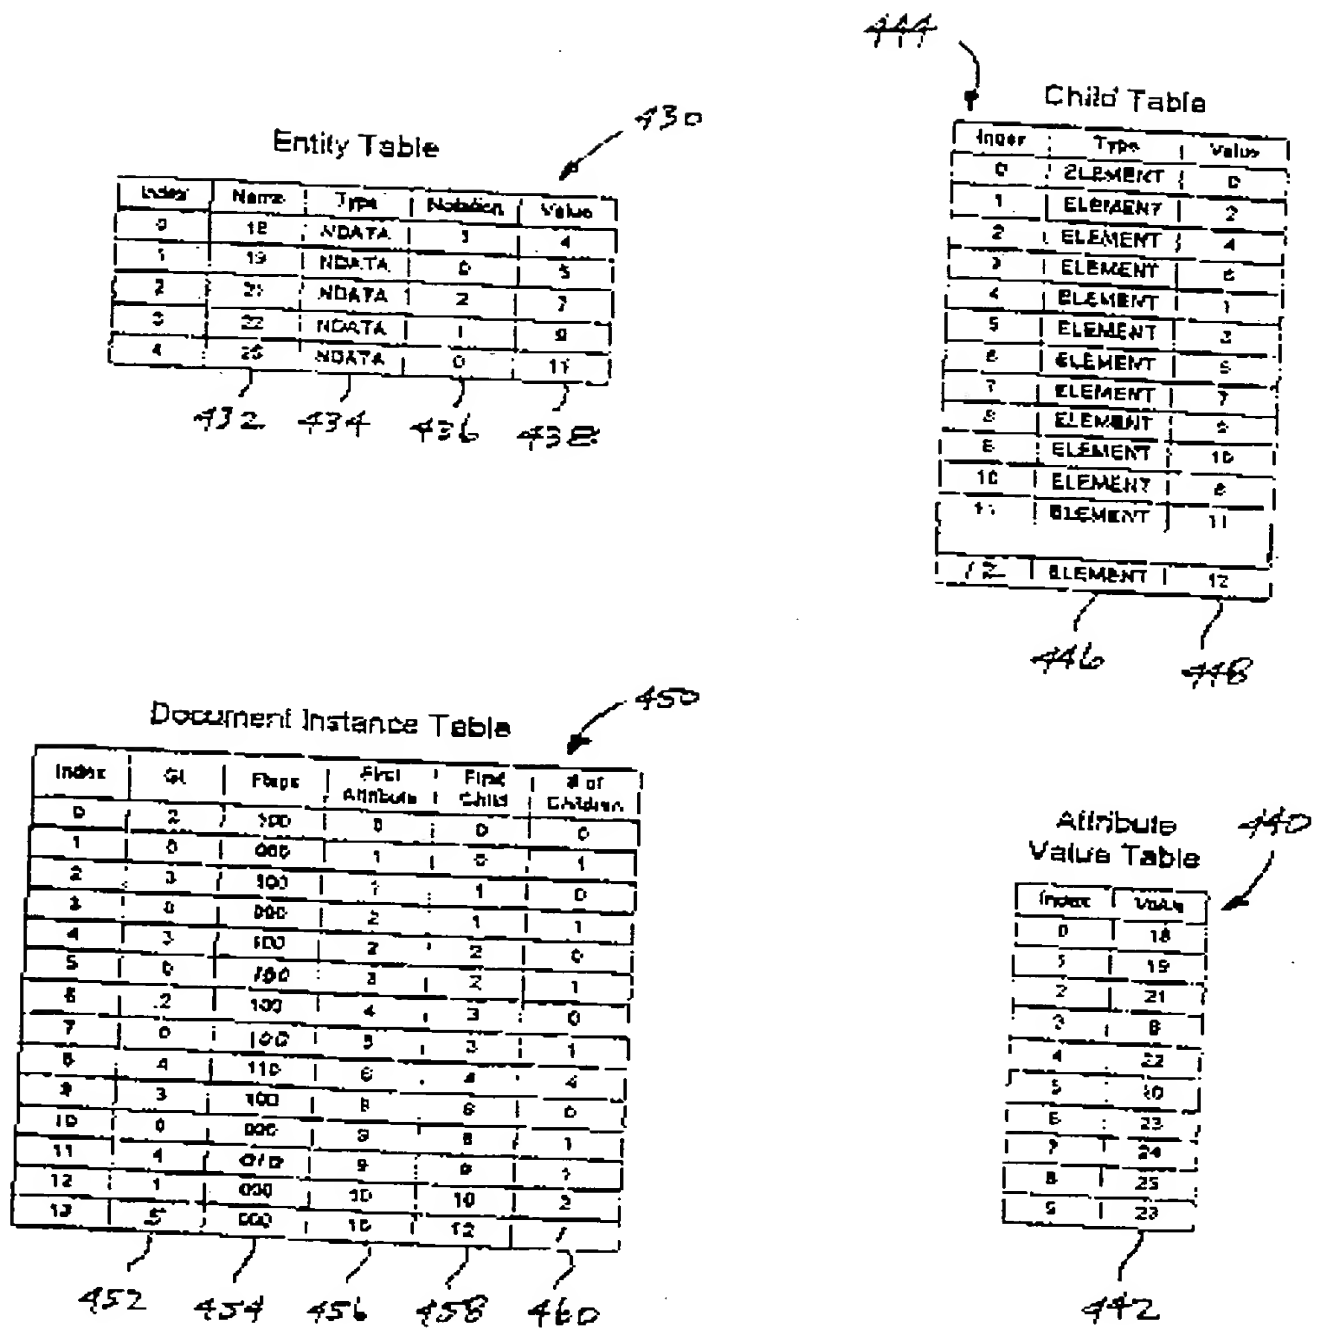 444
Child Table
Index Type Value
0 ELEMENT 0
1 ELEMENT 2
2 ELEMENT 4
3 ELEMENT 6
4 ELEMENT 1
5 ELEMENT 3
6 ELEMENT 5
7 ELEMENT 7
8 ELEMENT 9
ELEMENT 10
10 ELEMENT 8
11 ELEMENT 11
12 ELEMENT 12
446 448
430
Entity Table
Index Name Type Notation Value
0 18 NDATA 3 4
1 19 NDATA 0 5
2 21 NDATA 2 7
3 22 NDATA 1 9
4 25 NDATA 0 11
432 434 436 438
450
Document Instance Table
Index GI Flags First Attribute First Child # of Children
0 2 100 0 0 0
1 0 000 1 0 1
2 3 100 1 1 0
3 0 000 2 1 1
4 3 100 2 2 0
5 0 100 3 2 1
6 2 100 4 3 0
7 0 100 5 3 1
8 4 110 6 4 4
9 3 100 8 8 0
10 0 000 9 8 1
11 4 010 9 9 1
12 1 000 10 10 2
13 5 000 10 12 1
452 454 456 458 460
Attribute
Value Table
440
Index Value
0 18
1 19
2 21
3 8
4 22
5 20
6 23
7 24
8 25
9 23
442